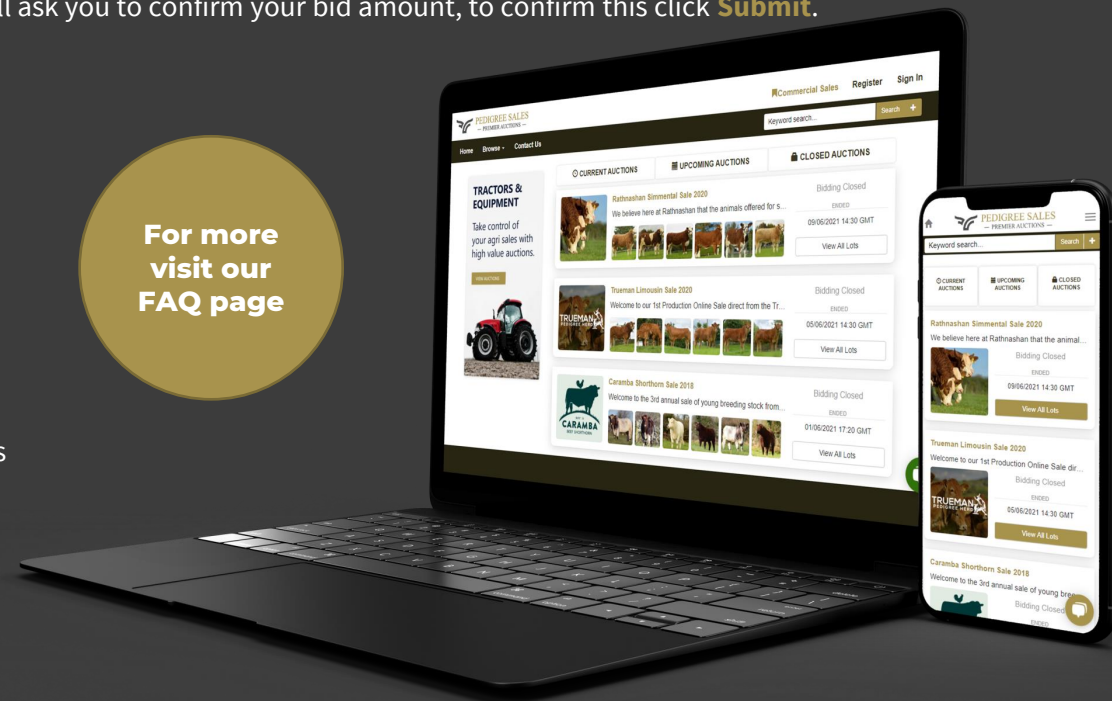 ll ask you to confirm your bid amount, to confirm this click Submit.
For more
visit our
FAQ page
s
Commercial Sales Register Sign In
PEDIGREE SALES
— PREMIER AUCTIONS —
Keyword search... Search +
Home Browse Contact Us
CURRENT AUCTIONS UPCOMING AUCTIONS CLOSED AUCTIONS
TRACTORS &
EQUIPMENT
Take control of
your agri sales with
high value auctions.
VIEW AUCTIONS
Rathnashan Simmental Sale 2020
We believe here at Rathnashan that the animals offered for s...
Bidding Closed
ENDED
09/06/2021 14:30 GMT
View All Lots
TRUEMAN
PEDIGREE HERD
Trueman Limousin Sale 2020
Welcome to our 1st Production Online Sale direct from the Tr...
Bidding Closed
ENDED
05/06/2021 14:30 GMT
View All Lots
CARAMBA
Caramba Shorthorn Sale 2018
Welcome to the 3rd annual sale of young breeding stock from...
Bidding Closed
ENDED
01/06/2021 17:20 GMT
View All Lots
PEDIGREE SALES
— PREMIER AUCTIONS —
Keyword search... Search +
CURRENT
AUCTIONS
UPCOMING
AUCTIONS
CLOSED
AUCTIONS
Rathnashan Simmental Sale 2020
We believe here at Rathnashan that the animal...
Bidding Closed
ENDED
09/06/2021 14:30 GMT
View All Lots
Trueman Limousin Sale 2020
Welcome to our 1st Production Online Sale dir...
TRUEMAN
PEDIGREE HERD
Bidding Closed
ENDED
05/06/2021 14:30 GMT
View All Lots
Caramba Shorthorn Sale 2018
Welcome to the 3rd annual sale of young bree
Bidding Closed
ENDED